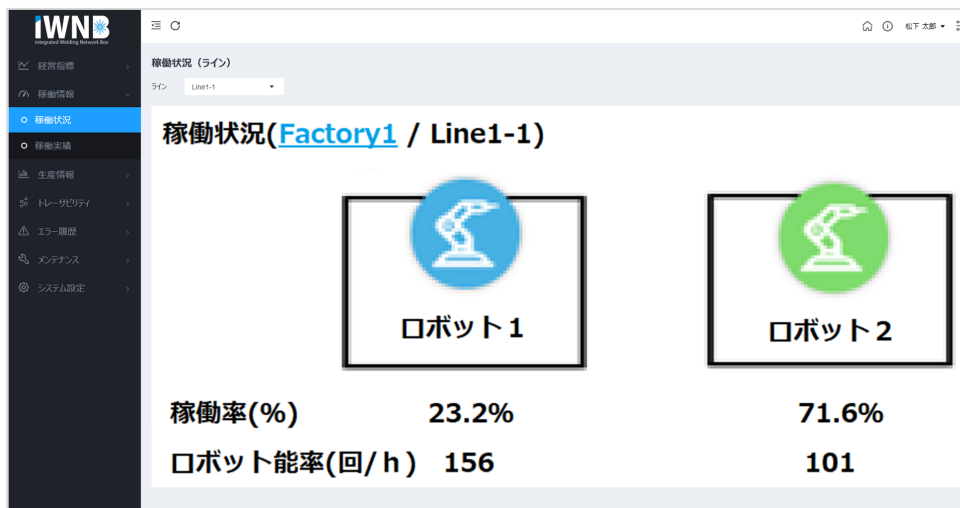 iWNB
Integrated Welding Network Box
経営指標
稼働情報
稼働状況
稼働実績
生産情報
トレーサビリティ
エラー履歴
メンテナンス
システム設定
松下 太郎
稼働状況(ライン)
ライン Line1-1
稼働状況(Factory1 / Line1-1)
ロボット1 ロボット2
稼働率(%) 23.2% 71.6%
ロボット能率(回/h) 156 101